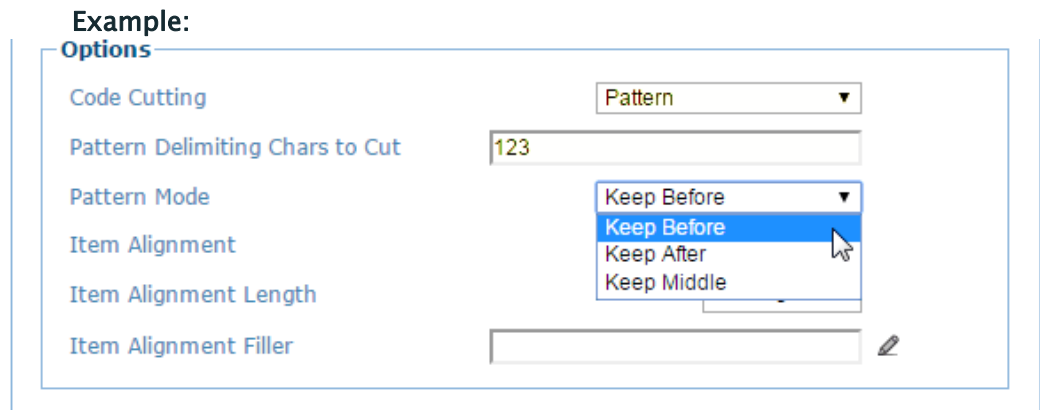 Example:
Options
Code Cutting Pattern
Pattern Delimiting Chars to Cut 123
Pattern Mode Keep Before
Keep Before
Item Alignment
Keep After
Keep Middle
Item Alignment Length
Item Alignment Filler